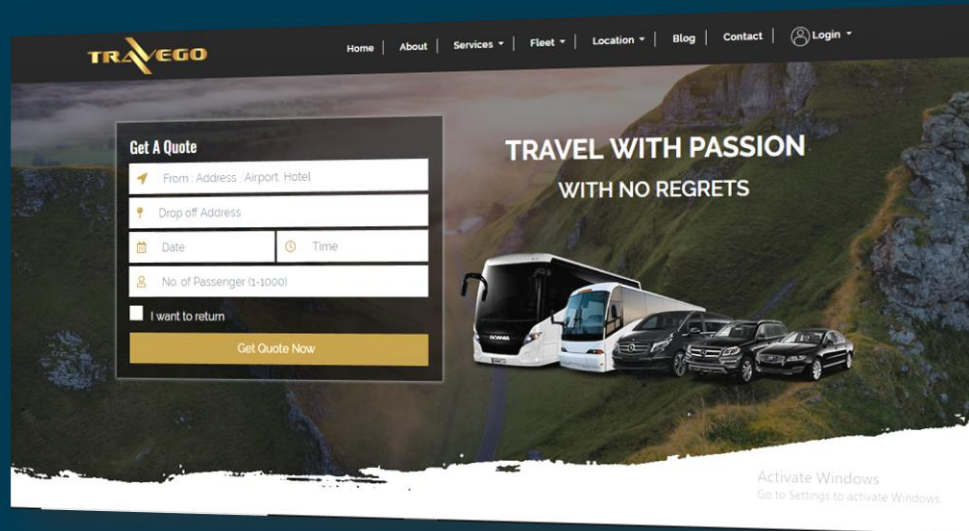 TRAVEGO
Home
About
Services
Fleet
Location
Blog
Contact
Login
Get A Quote
From : Address , Airport, Hotel
Drop off Address
Date
Time
No. of Passenger (1-1000)
I want to return
Get Quote Now
TRAVEL WITH PASSION
WITH NO REGRETS
SCANIA
Activate Windows
Go to Settings to activate Windows.